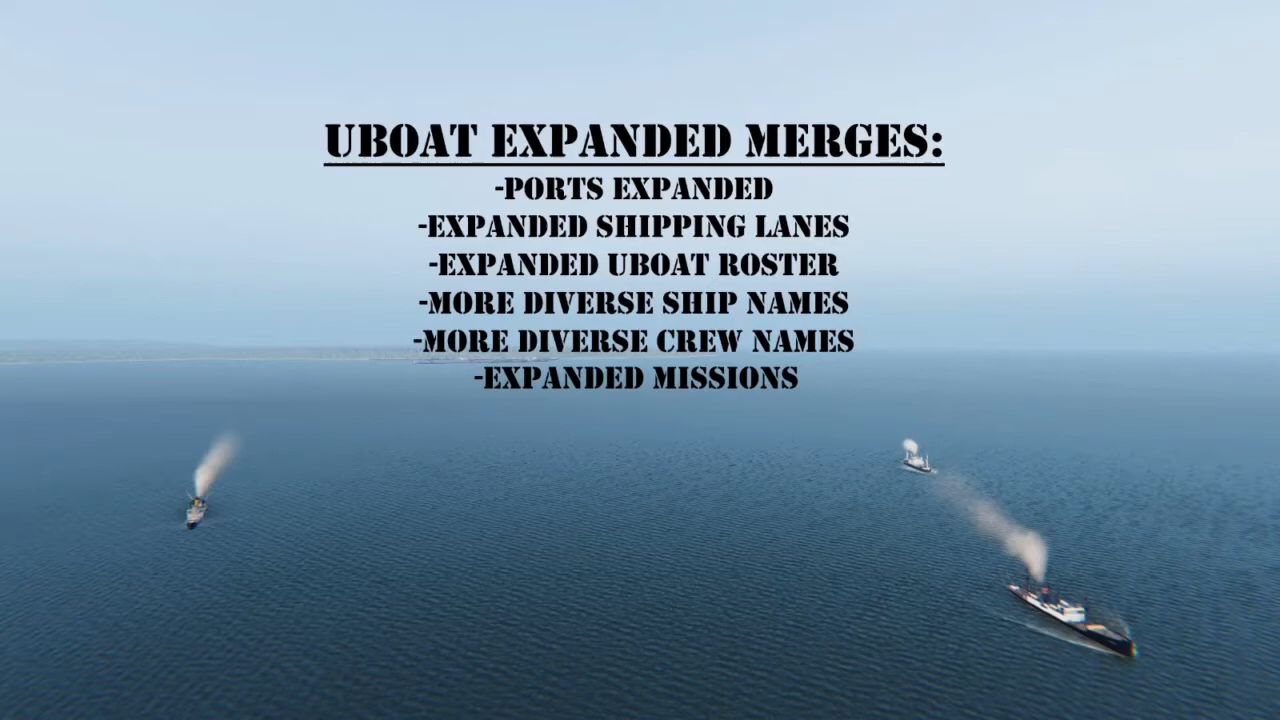 UBOAT EXPANDED MERGES:
-PORTS EXPANDED
-EXPANDED SHIPPING LANES
-EXPANDED UBOAT ROSTER
-MORE DIVERSE SHIP NAMES
-MORE DIVERSE CREW NAMES
-EXPANDED MISSIONS